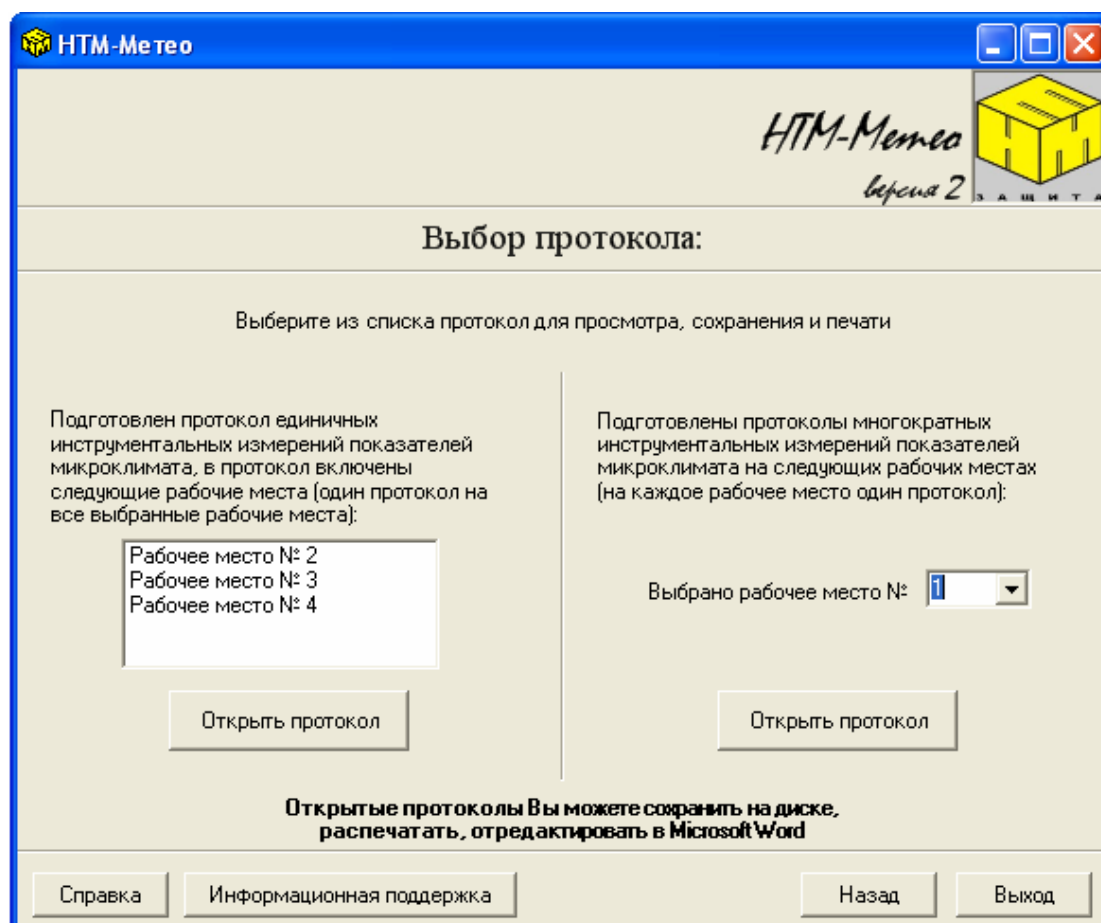 НТМ-Метео
НТМ-Метео
версия 2
ЗАЩИТА
Выбор протокола:
Выберите из списка протокол для просмотра, сохранения и печати
Подготовлен протокол единичных
инструментальных измерений показателей
микроклимата, в протокол включены
следующие рабочие места (один протокол на
все выбранные рабочие места):
Рабочее место № 2
Рабочее место № 3
Рабочее место № 4
Открыть протокол
Подготовлены протоколы многократных
инструментальных измерений показателей
микроклимата на следующих рабочих местах
(на каждое рабочее место один протокол):
Выбрано рабочее место № 1
Открыть протокол
Открытые протоколы Вы можете сохранить на диске,
распечатать, отредактировать в Microsoft Word
Справка Информационная поддержка Назад Выход